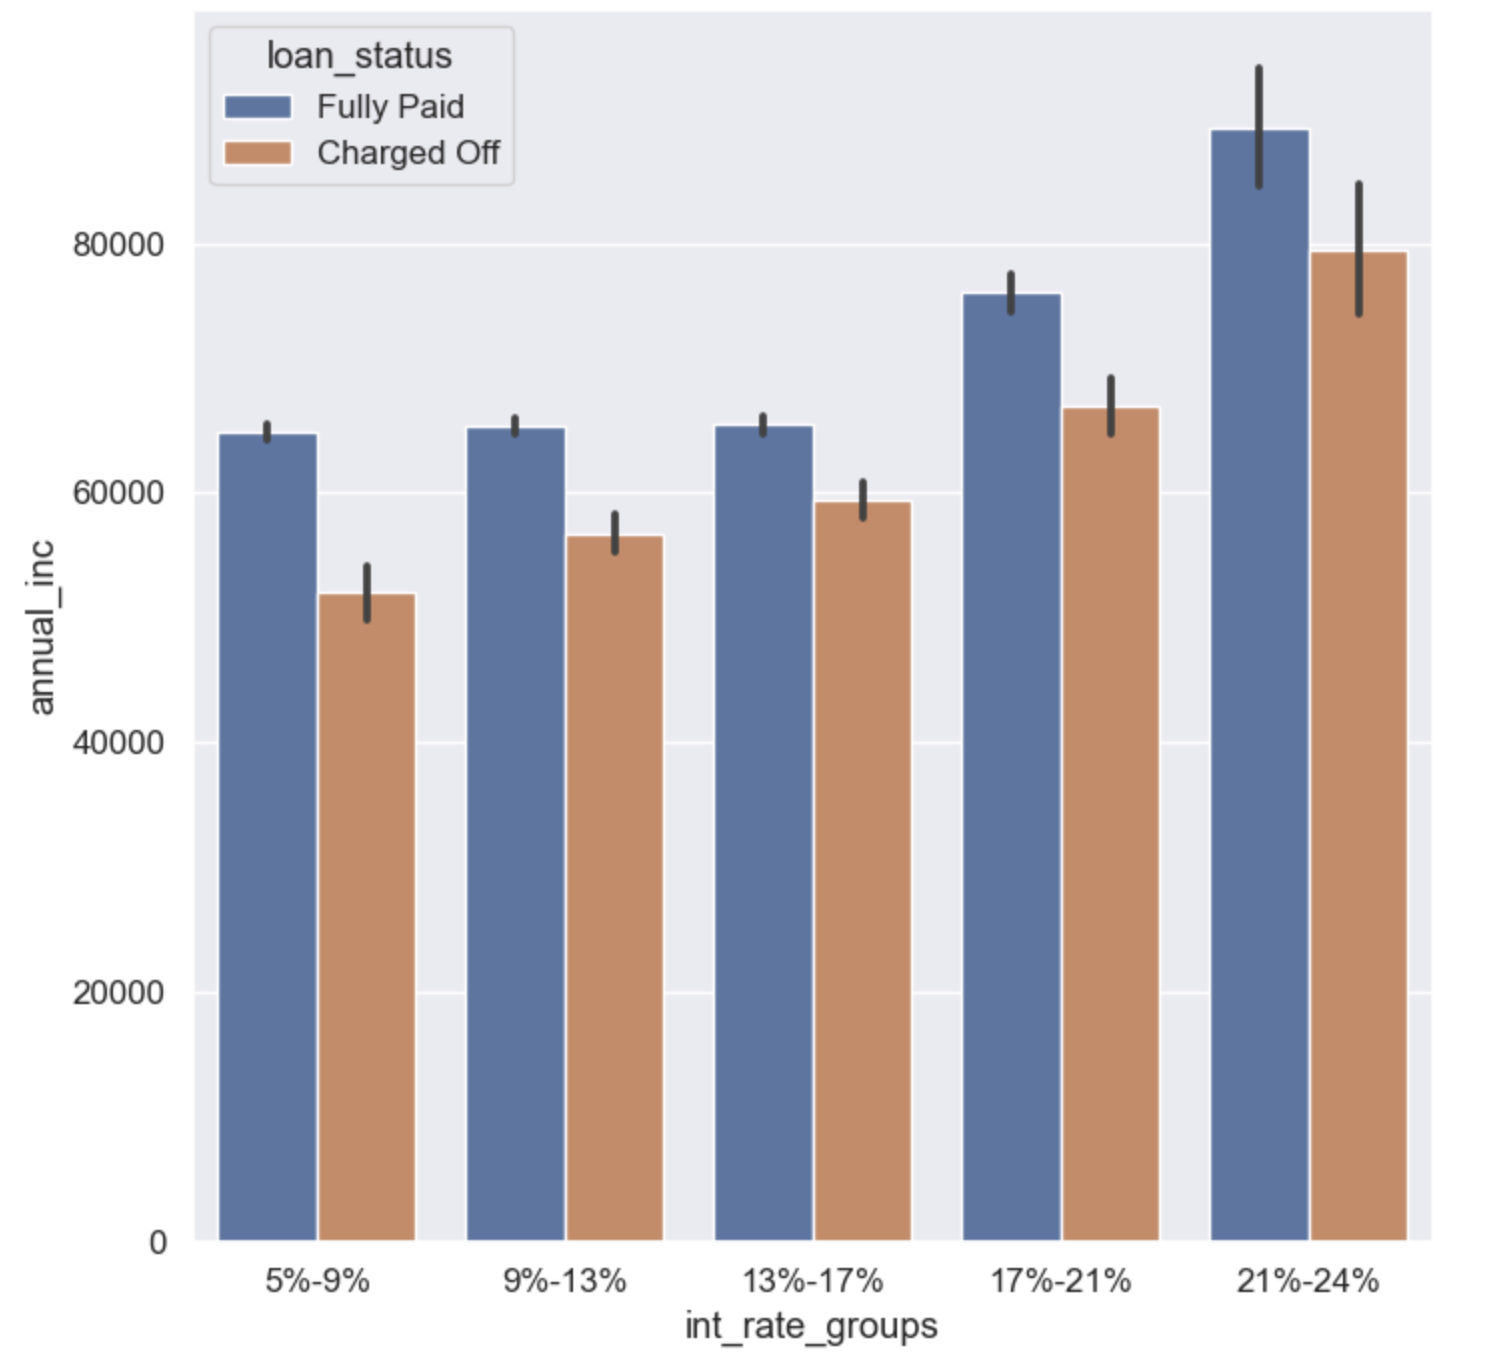 loan_status
Fully Paid
Charged Off
80000
60000
40000
20000
0
annual_inc
5%-9%
9%-13%
13%-17%
17%-21%
21%-24%
int_rate_groups